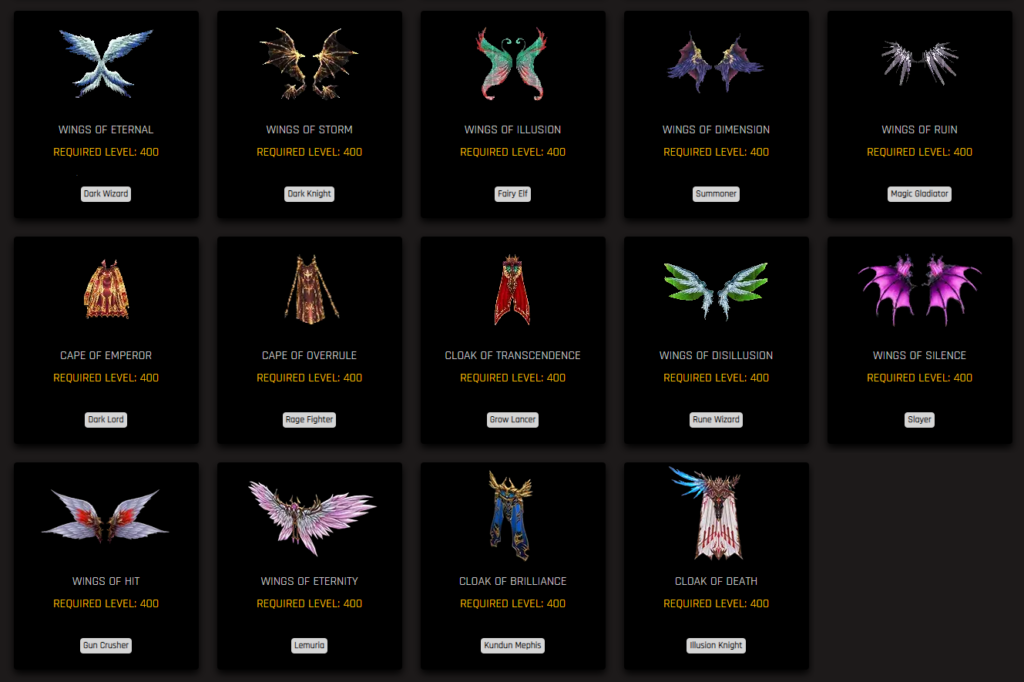 WINGS OF ETERNAL
REQUIRED LEVEL: 400
Dark Wizard
WINGS OF STORM
REQUIRED LEVEL: 400
Dark Knight
WINGS OF ILLUSION
REQUIRED LEVEL: 400
Fairy Elf
WINGS OF DIMENSION
REQUIRED LEVEL: 400
Summoner
WINGS OF RUIN
REQUIRED LEVEL: 400
Magic Gladiator
CAPE OF EMPEROR
REQUIRED LEVEL: 400
Dark Lord
CAPE OF OVERRULE
REQUIRED LEVEL: 400
Rage Fighter
CLOAK OF TRANSCENDENCE
REQUIRED LEVEL: 400
Grow Lancer
WINGS OF DISILLUSION
REQUIRED LEVEL: 400
Rune Wizard
WINGS OF SILENCE
REQUIRED LEVEL: 400
Slayer
WINGS OF HIT
REQUIRED LEVEL: 400
Gun Crusher
WINGS OF ETERNITY
REQUIRED LEVEL: 400
Lemuria
CLOAK OF BRILLIANCE
REQUIRED LEVEL: 400
Kundun Mephis
CLOAK OF DEATH
REQUIRED LEVEL: 400
Illusion Knight